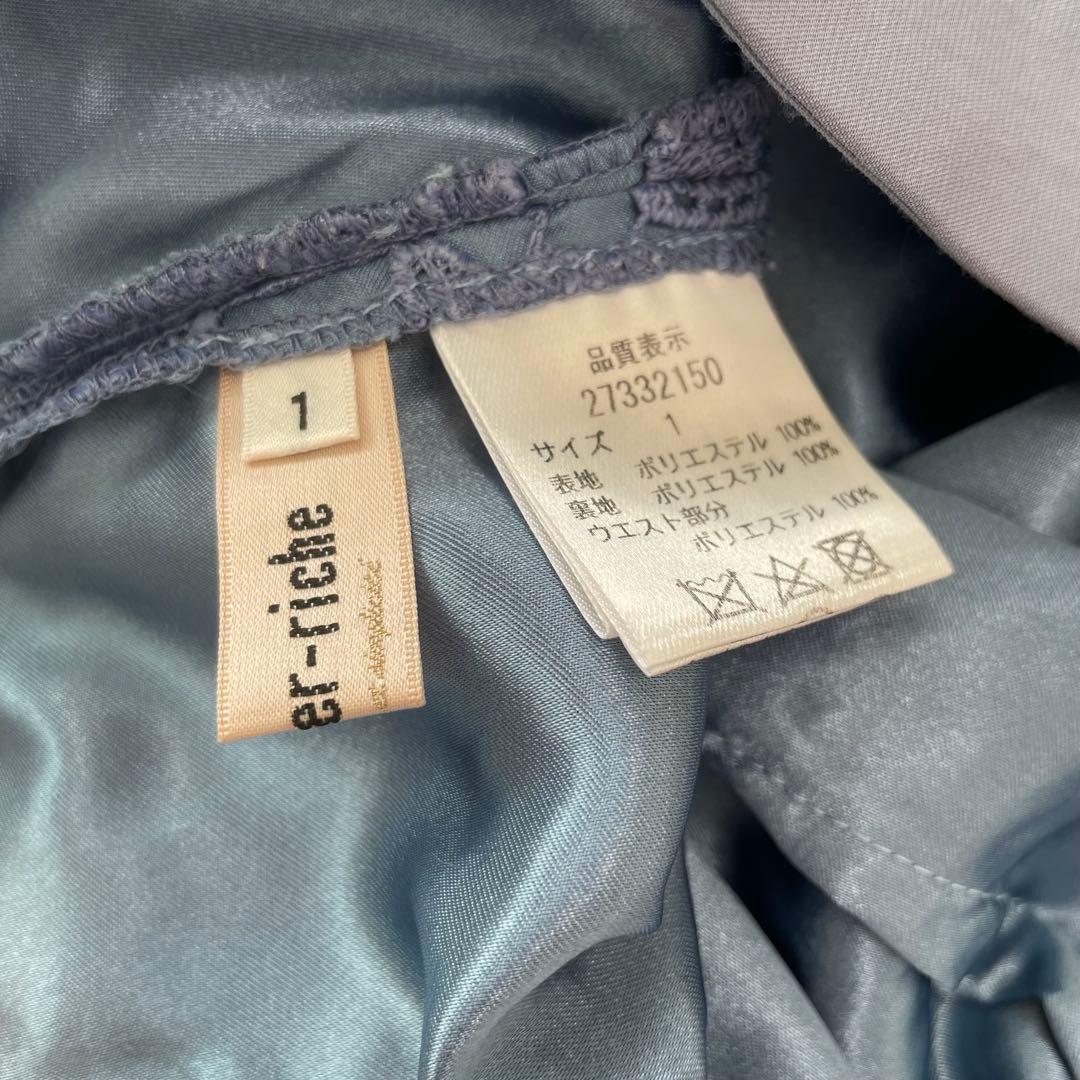 1
er-riche
品質表示
27332150
サイズ 1
表地 ポリエステル 100%
裏地 ポリエステル 100%
ウエスト部分
ポリエステル 100%